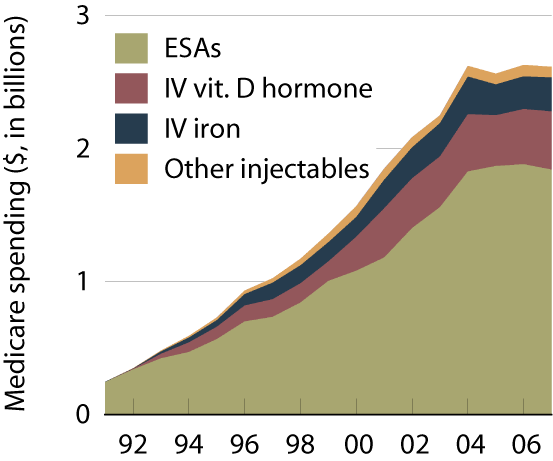 Medicare spending ($, in billions)
3
2
1
0
ESAs
IV vit. D hormone
IV iron
Other injectables
92 94 96 98 00 02 04 06